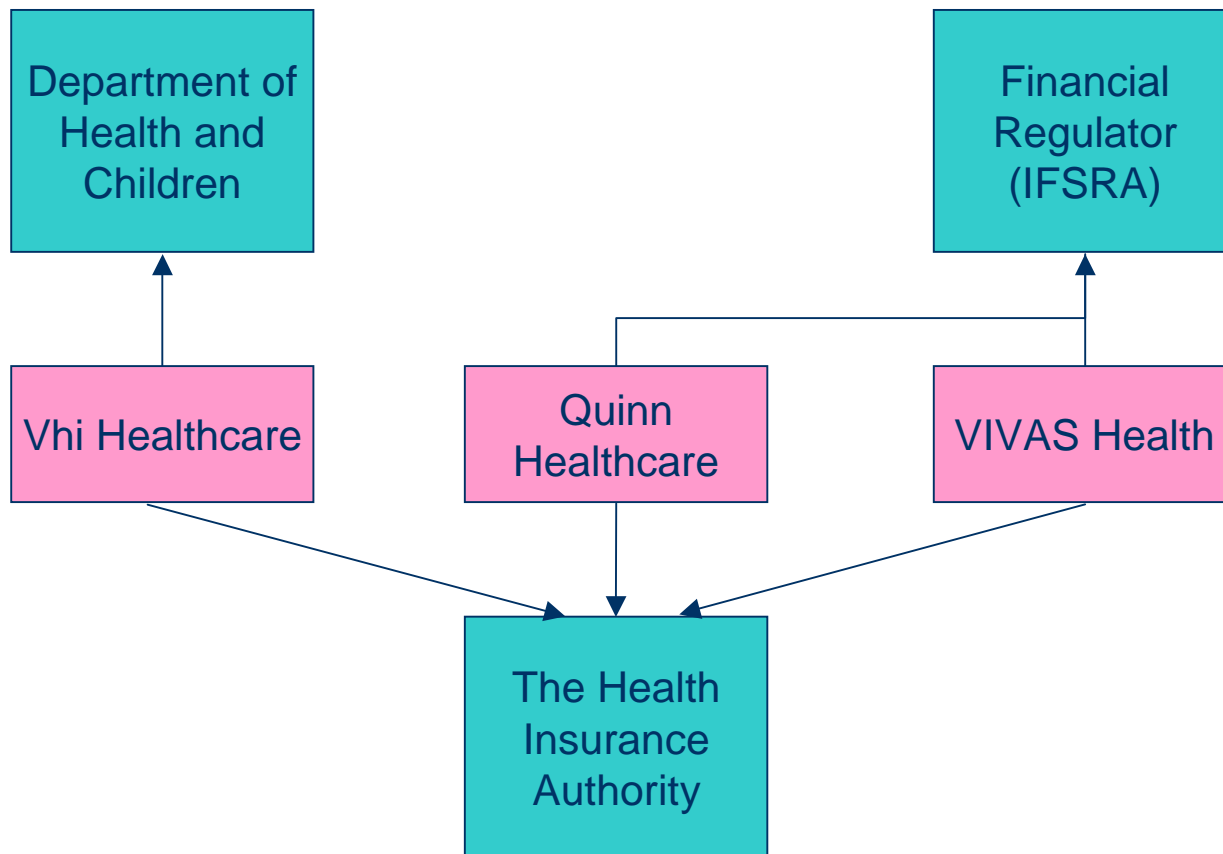 Department of
Health and
Children
Financial
Regulator
(IFSRA)
Vhi Healthcare
Quinn
Healthcare
VIVAS Health
The Health
Insurance
Authority